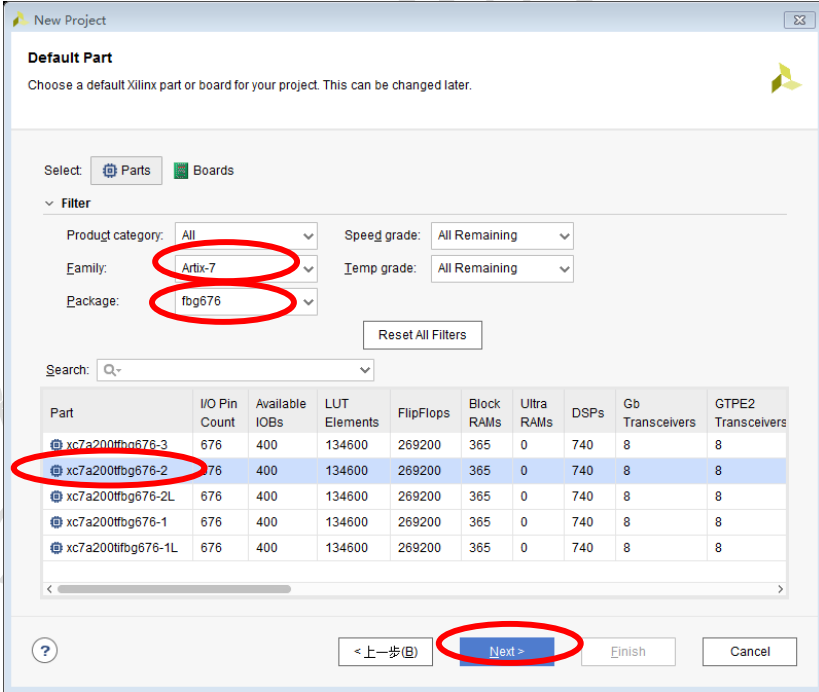 New Project
Default Part
Choose a default Xilinx part or board for your project. This can be changed later.
Select: Parts Boards
Filter
Product category: All Speed grade: All Remaining
Family: Artix-7 Temp grade: All Remaining
Package: fbg676
Reset All Filters
Search: Q-
Part I/O Pin Count Available IOBs LUT Elements FlipFlops Block RAMs Ultra RAMs DSPs Gb Transceivers GTPE2 Transceivers
xc7a200tfbg676-3 676 400 134600 269200 365 0 740 8 8
xc7a200tfbg676-2 676 400 134600 269200 365 0 740 8 8
xc7a200tfbg676-2L 676 400 134600 269200 365 0 740 8 8
xc7a200tfbg676-1 676 400 134600 269200 365 0 740 8 8
xc7a200tifbg676-1L 676 400 134600 269200 365 0 740 8 8
? < 上一步(B) Next > Finish Cancel